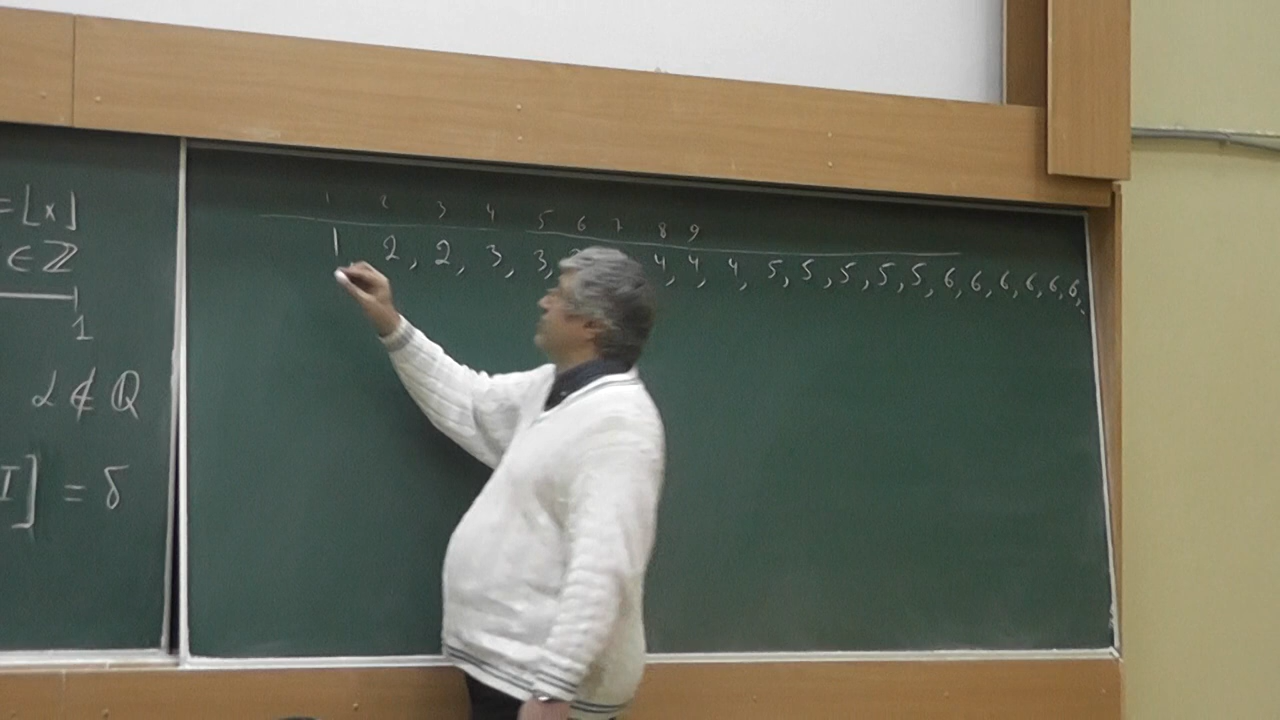 = ⌊x⌋
∈ ℤ
1
α ∉ ℚ
I] = δ
1 2 3 4 5 6 7 8 9
1 2, 2, 3, 3, 4, 4, 4, 5, 5, 5, 5, 5, 6, 6, 6, 6, 6, 6,